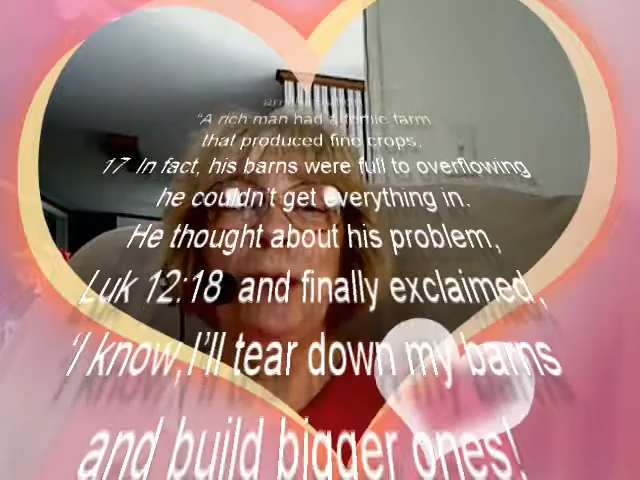 “A rich man had a fertile farm
that produced fine crops.
17 In fact, his barns were full to overflowing
he couldn't get everything in.
He thought about his problem,
Luk 12:18 and finally exclaimed,
‘I know,I’ll tear down my barns
and build bigger ones!